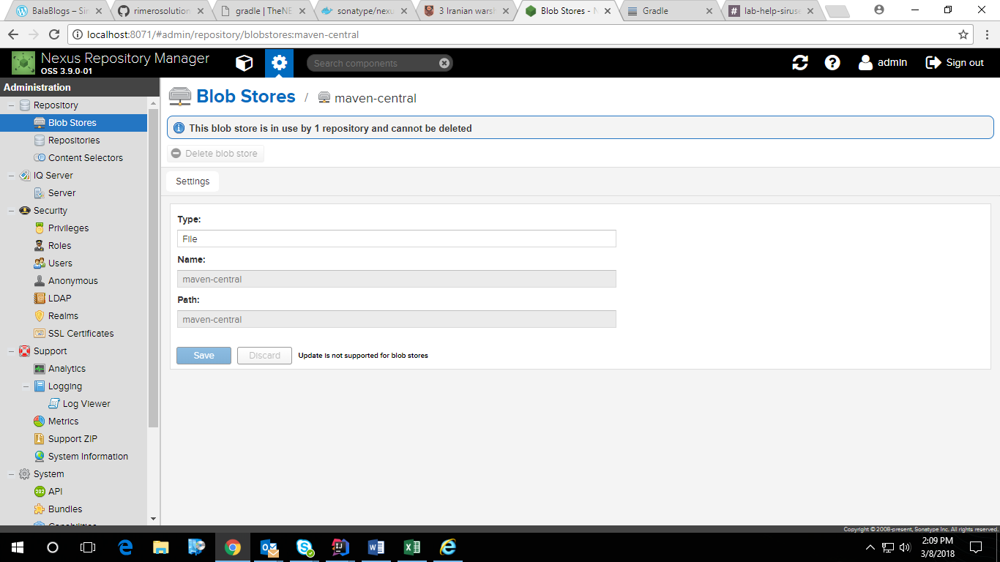 BalaBlogs – Sin
rimerosolution
gradle | TheNE
sonatype/nexu
3 Iranian warsh
Blob Stores - N
Gradle
lab-help-siruse
localhost:8071/#admin/repository/blobstores:maven-central
Nexus Repository Manager
OSS 3.9.0-01
Search components
admin
Sign out
Administration
Repository
Blob Stores
Repositories
Content Selectors
IQ Server
Server
Security
Privileges
Roles
Users
Anonymous
LDAP
Realms
SSL Certificates
Support
Analytics
Logging
Log Viewer
Metrics
Support ZIP
System Information
System
API
Bundles
Capabilities
Blob Stores / maven-central
This blob store is in use by 1 repository and cannot be deleted
Delete blob store
Settings
Type:
File
Name:
maven-central
Path:
maven-central
Save
Discard
Update is not supported for blob stores
Copyright © 2008-present, Sonatype Inc. All rights reserved.
2:09 PM
3/8/2018